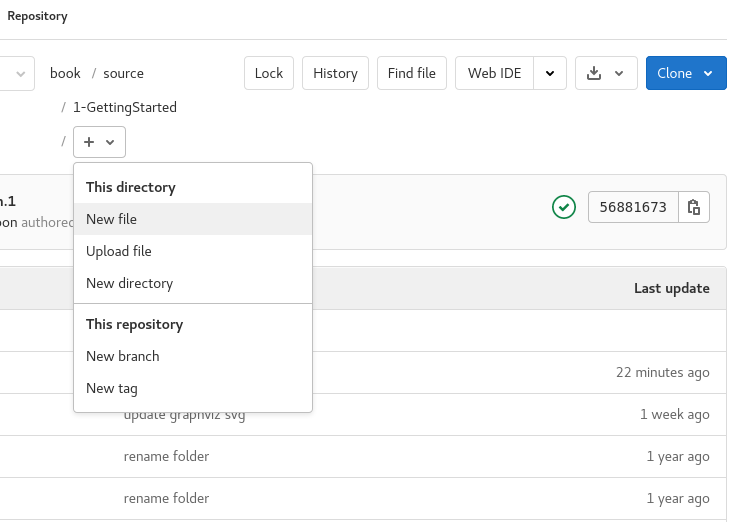 Repository
book / source
Lock
History
Find file
Web IDE
Clone
/ 1-GettingStarted
/ +
This directory
New file
Upload file
New directory
This repository
New branch
New tag
.1
authored
56881673
Last update
22 minutes ago
update graphviz svg
1 week ago
rename folder
1 year ago
rename folder
1 year ago